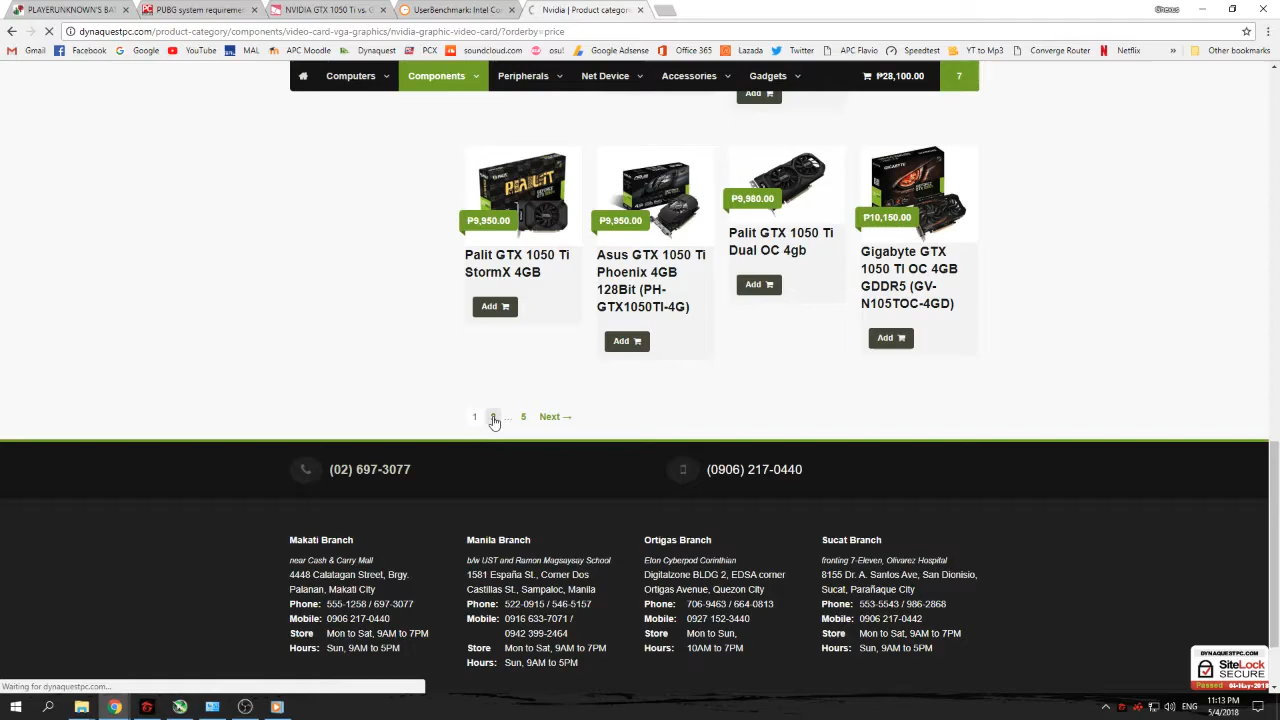 PLAYERUNKNOWN'S BA
PUBG system requireme
NVIDIA GTX 1050 Ti vs. G
UserBenchmark: Intel Cor
Nvidia | Product categor
dynaquestpc.com/product-category/components/video-card-vga-graphics/nvidia-graphic-video-card/?orderby=price
Gmail
Facebook
Google
YouTube
MAL
APC Moodle
Dynaquest
PCX
soundcloud.com
osu!
Google Adsense
Office 365
Lazada
Twitter
APC Flavio
Speedtest
YT to Mp3
Converge Router
Netflix
»
Other Bookmarks
Computers
Components
Peripherals
Net Device
Accessories
Gadgets
₱28,100.00
7
Add
PALIT
₱9,950.00
Palit GTX 1050 Ti
StormX 4GB
Add
₱9,950.00
Asus GTX 1050 Ti
Phoenix 4GB
128Bit (PH-
GTX1050TI-4G)
Add
₱9,980.00
Palit GTX 1050 Ti
Dual OC 4gb
Add
GIGABYTE
₱10,150.00
Gigabyte GTX
1050 TI OC 4GB
GDDR5 (GV-
N105TOC-4GD)
Add
1 ... 5 Next →
(02) 697-3077
(0906) 217-0440
Makati Branch
near Cash & Carry Mall
4448 Calatagan Street, Brgy.
Palanan, Makati City
Phone: 555-1258 / 697-3077
Mobile: 0906 217-0440
Store Mon to Sat, 9AM to 7PM
Hours: Sun, 9AM to 5PM
Manila Branch
b/w UST and Ramon Magsaysay School
1581 España St., Corner Dos
Castillas St., Sampaloc, Manila
Phone: 522-0915 / 546-5157
Mobile: 0916 633-7071 /
0942 399-2464
Store Mon to Sat, 9AM to 7PM
Hours: Sun, 9AM to 5PM
Ortigas Branch
Eton Cyberpod Corinthian
Digitalzone BLDG 2, EDSA corner
Ortigas Avenue, Quezon City
Phone: 706-9463 / 664-0813
Mobile: 0927 152-3440
Store Mon to Sun,
Hours: 10AM to 7PM
Sucat Branch
fronting 7-Eleven, Olivarez Hospital
8155 Dr. A. Santos Ave, San Dionisio,
Sucat, Parañaque City
Phone: 553-5543 / 986-2868
Mobile: 0906 217-0442
Store Mon to Sat, 9AM to 7PM
Hours: Sun, 9AM to 5PM
DYNAQUESTPC.COM
SiteLock
SECURE
Passed
Waiting for dynaquestpc.com...
ENG
11:13 PM
5/4/2018